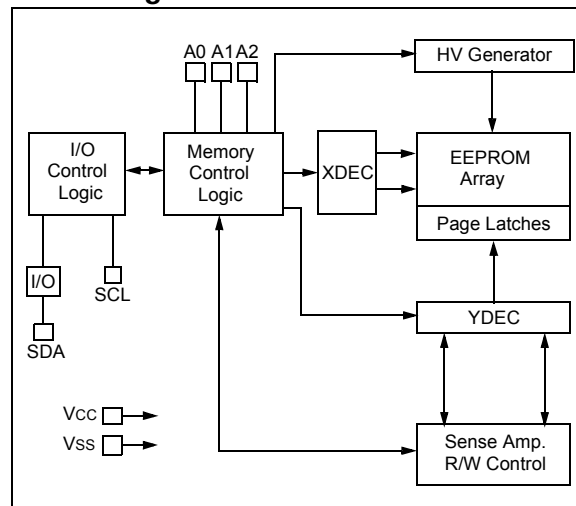 A0 A1 A2
HV Generator
I/O
Control
Logic
Memory
Control
Logic
XDEC
EEPROM
Array
Page Latches
I/O
SCL
SDA
YDEC
Vcc
Vss
Sense Amp.
R/W Control